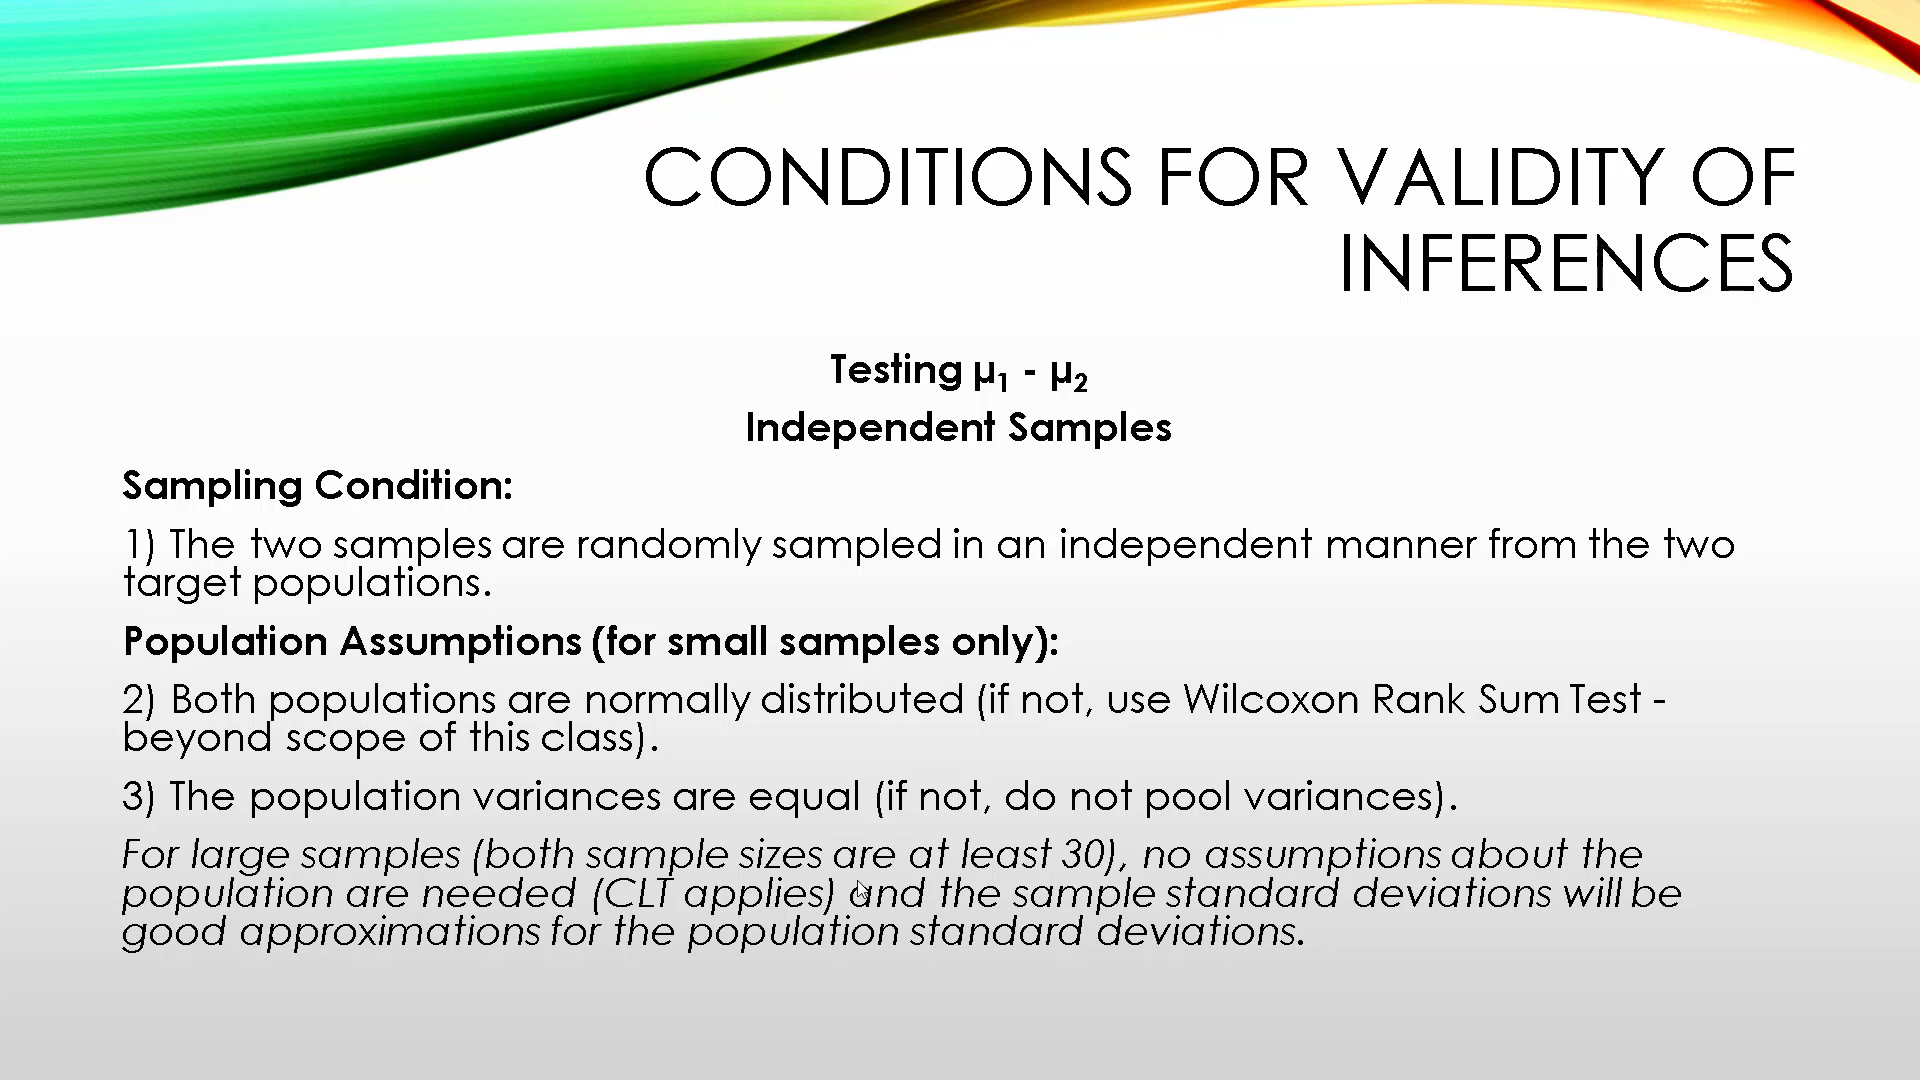 CONDITIONS FOR VALIDITY OF
INFERENCES
Testing μ₁ - μ₂
Independent Samples
Sampling Condition:
1) The two samples are randomly sampled in an independent manner from the two
target populations.
Population Assumptions (for small samples only):
2) Both populations are normally distributed (if not, use Wilcoxon Rank Sum Test -
beyond scope of this class).
3) The population variances are equal (if not, do not pool variances).
For large samples (both sample sizes are at least 30), no assumptions about the
population are needed (CLT applies) and the sample standard deviations will be
good approximations for the population standard deviations.